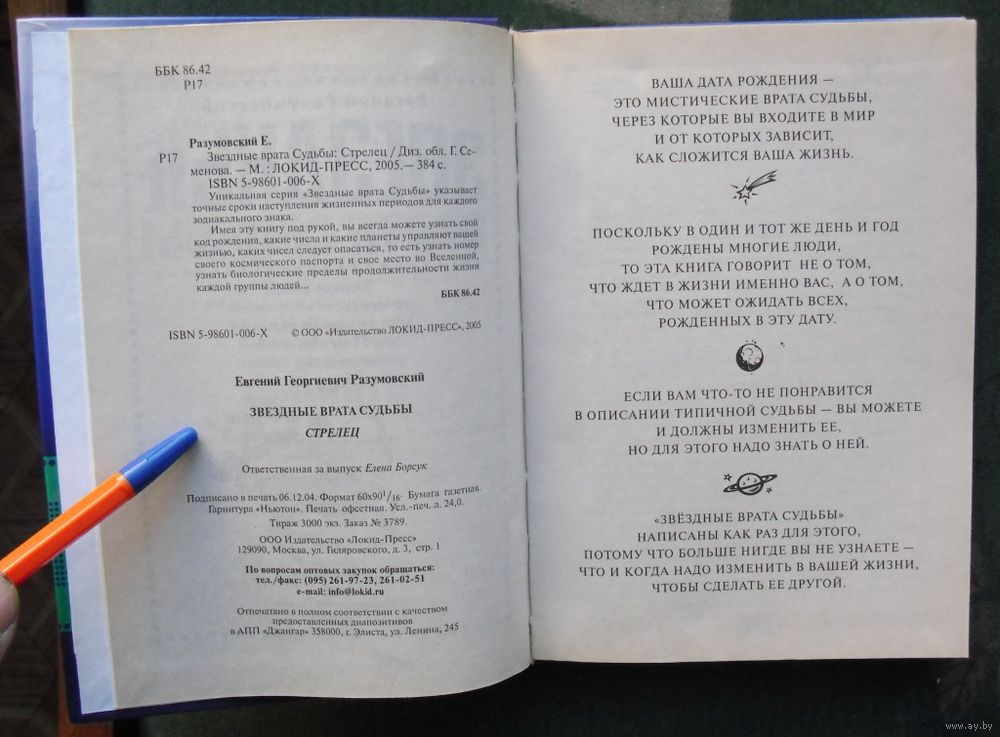 ББК 86.42
Р17
Разумовский Е.
Р17 Звездные врата Судьбы: Стрелец / Диз. обл. Г. Се-
менова. — М. : ЛОКИД-ПРЕСС, 2005.— 384 с.
ISBN 5-98601-006-X
Уникальная серия «Звездные врата Судьбы» указывает
точные сроки наступления жизненных периодов для каждого
зодиакального знака.
Имея эту книгу под рукой, вы всегда можете узнать свой
код рождения, какие числа и какие планеты управляют вашей
жизнью, каких чисел следует опасаться, то есть узнать номер
своего космического паспорта и свое место во Вселенной,
узнать биологические пределы продолжительности жизни
каждой группы людей...
ББК 86.42
ISBN 5-98601-006-X © ООО «Издательство ЛОКИД-ПРЕСС», 2005
Евгений Георгиевич Разумовский
ЗВЕЗДНЫЕ ВРАТА СУДЬБЫ
СТРЕЛЕЦ
Ответственная за выпуск Елена Борсук
Подписано в печать 06.12.04. Формат 60х90 1/16. Бумага газетная.
Гарнитура «Ньютон». Печать офсетная. Усл.-печ. л. 24,0.
Тираж 3000 экз. Заказ № 3789.
ООО Издательство «Локид-Пресс»
129090, Москва, ул. Гиляровского, д. 3, стр. 1
По вопросам оптовых закупок обращаться:
тел./факс: (095) 261-97-23, 261-02-51
e-mail: info@lokid.ru
Отпечатано в полном соответствии с качеством
предоставленных диапозитивов
в АПП «Джангар» 358000, г. Элиста, ул. Ленина, 245
ВАША ДАТА РОЖДЕНИЯ —
ЭТО МИСТИЧЕСКИЕ ВРАТА СУДЬБЫ,
ЧЕРЕЗ КОТОРЫЕ ВЫ ВХОДИТЕ В МИР
И ОТ КОТОРЫХ ЗАВИСИТ,
КАК СЛОЖИТСЯ ВАША ЖИЗНЬ.
ПОСКОЛЬКУ В ОДИН И ТОТ ЖЕ ДЕНЬ И ГОД
РОЖДЕНЫ МНОГИЕ ЛЮДИ,
ТО ЭТА КНИГА ГОВОРИТ НЕ О ТОМ,
ЧТО ЖДЕТ В ЖИЗНИ ИМЕННО ВАС, А О ТОМ,
ЧТО МОЖЕТ ОЖИДАТЬ ВСЕХ,
РОЖДЕННЫХ В ЭТУ ДАТУ.
ЕСЛИ ВАМ ЧТО-ТО НЕ ПОНРАВИТСЯ
В ОПИСАНИИ ТИПИЧНОЙ СУДЬБЫ — ВЫ МОЖЕТЕ
И ДОЛЖНЫ ИЗМЕНИТЬ ЕЕ,
НО ДЛЯ ЭТОГО НАДО ЗНАТЬ О НЕЙ.
«ЗВЁЗДНЫЕ ВРАТА СУДЬБЫ»
НАПИСАНЫ КАК РАЗ ДЛЯ ЭТОГО,
ПОТОМУ ЧТО БОЛЬШЕ НИГДЕ ВЫ НЕ УЗНАЕТЕ —
ЧТО И КОГДА НАДО ИЗМЕНИТЬ В ВАШЕЙ ЖИЗНИ,
ЧТОБЫ СДЕЛАТЬ ЕЕ ДРУГОЙ.
www.ay.by